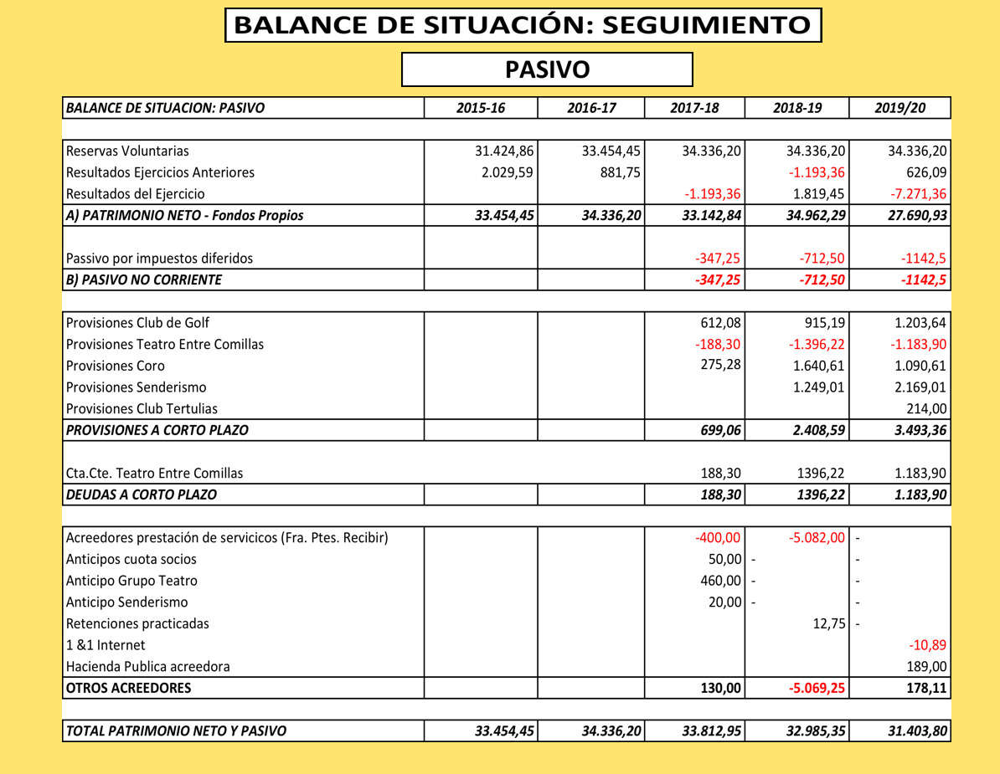 BALANCE DE SITUACIÓN: SEGUIMIENTO
PASIVO
BALANCE DE SITUACION: PASIVO 2015-16 2016-17 2017-18 2018-19 2019/20
Reservas Voluntarias 31.424,86 33.454,45 34.336,20 34.336,20 34.336,20
Resultados Ejercicios Anteriores 2.029,59 881,75 -1.193,36 626,09
Resultados del Ejercicio -1.193,36 1.819,45 -7.271,36
A) PATRIMONIO NETO - Fondos Propios 33.454,45 34.336,20 33.142,84 34.962,29 27.690,93
Passivo por impuestos diferidos -347,25 -712,50 -1142,5
B) PASIVO NO CORRIENTE -347,25 -712,50 -1142,5
Provisiones Club de Golf 612,08 915,19 1.203,64
Provisiones Teatro Entre Comillas -188,30 -1.396,22 -1.183,90
Provisiones Coro 275,28 1.640,61 1.090,61
Provisiones Senderismo 1.249,01 2.169,01
Provisiones Club Tertulias 214,00
PROVISIONES A CORTO PLAZO 699,06 2.408,59 3.493,36
Cta.Cte. Teatro Entre Comillas 188,30 1396,22 1.183,90
DEUDAS A CORTO PLAZO 188,30 1396,22 1.183,90
Acreedores prestación de servicicos (Fra. Ptes. Recibir) -400,00 -5.082,00 -
Anticipos cuota socios 50,00 - -
Anticipo Grupo Teatro 460,00 - -
Anticipo Senderismo 20,00 - -
Retenciones practicadas 12,75 -
1 &1 Internet -10,89
Hacienda Publica acreedora 189,00
OTROS ACREEDORES 130,00 -5.069,25 178,11
TOTAL PATRIMONIO NETO Y PASIVO 33.454,45 34.336,20 33.812,95 32.985,35 31.403,80